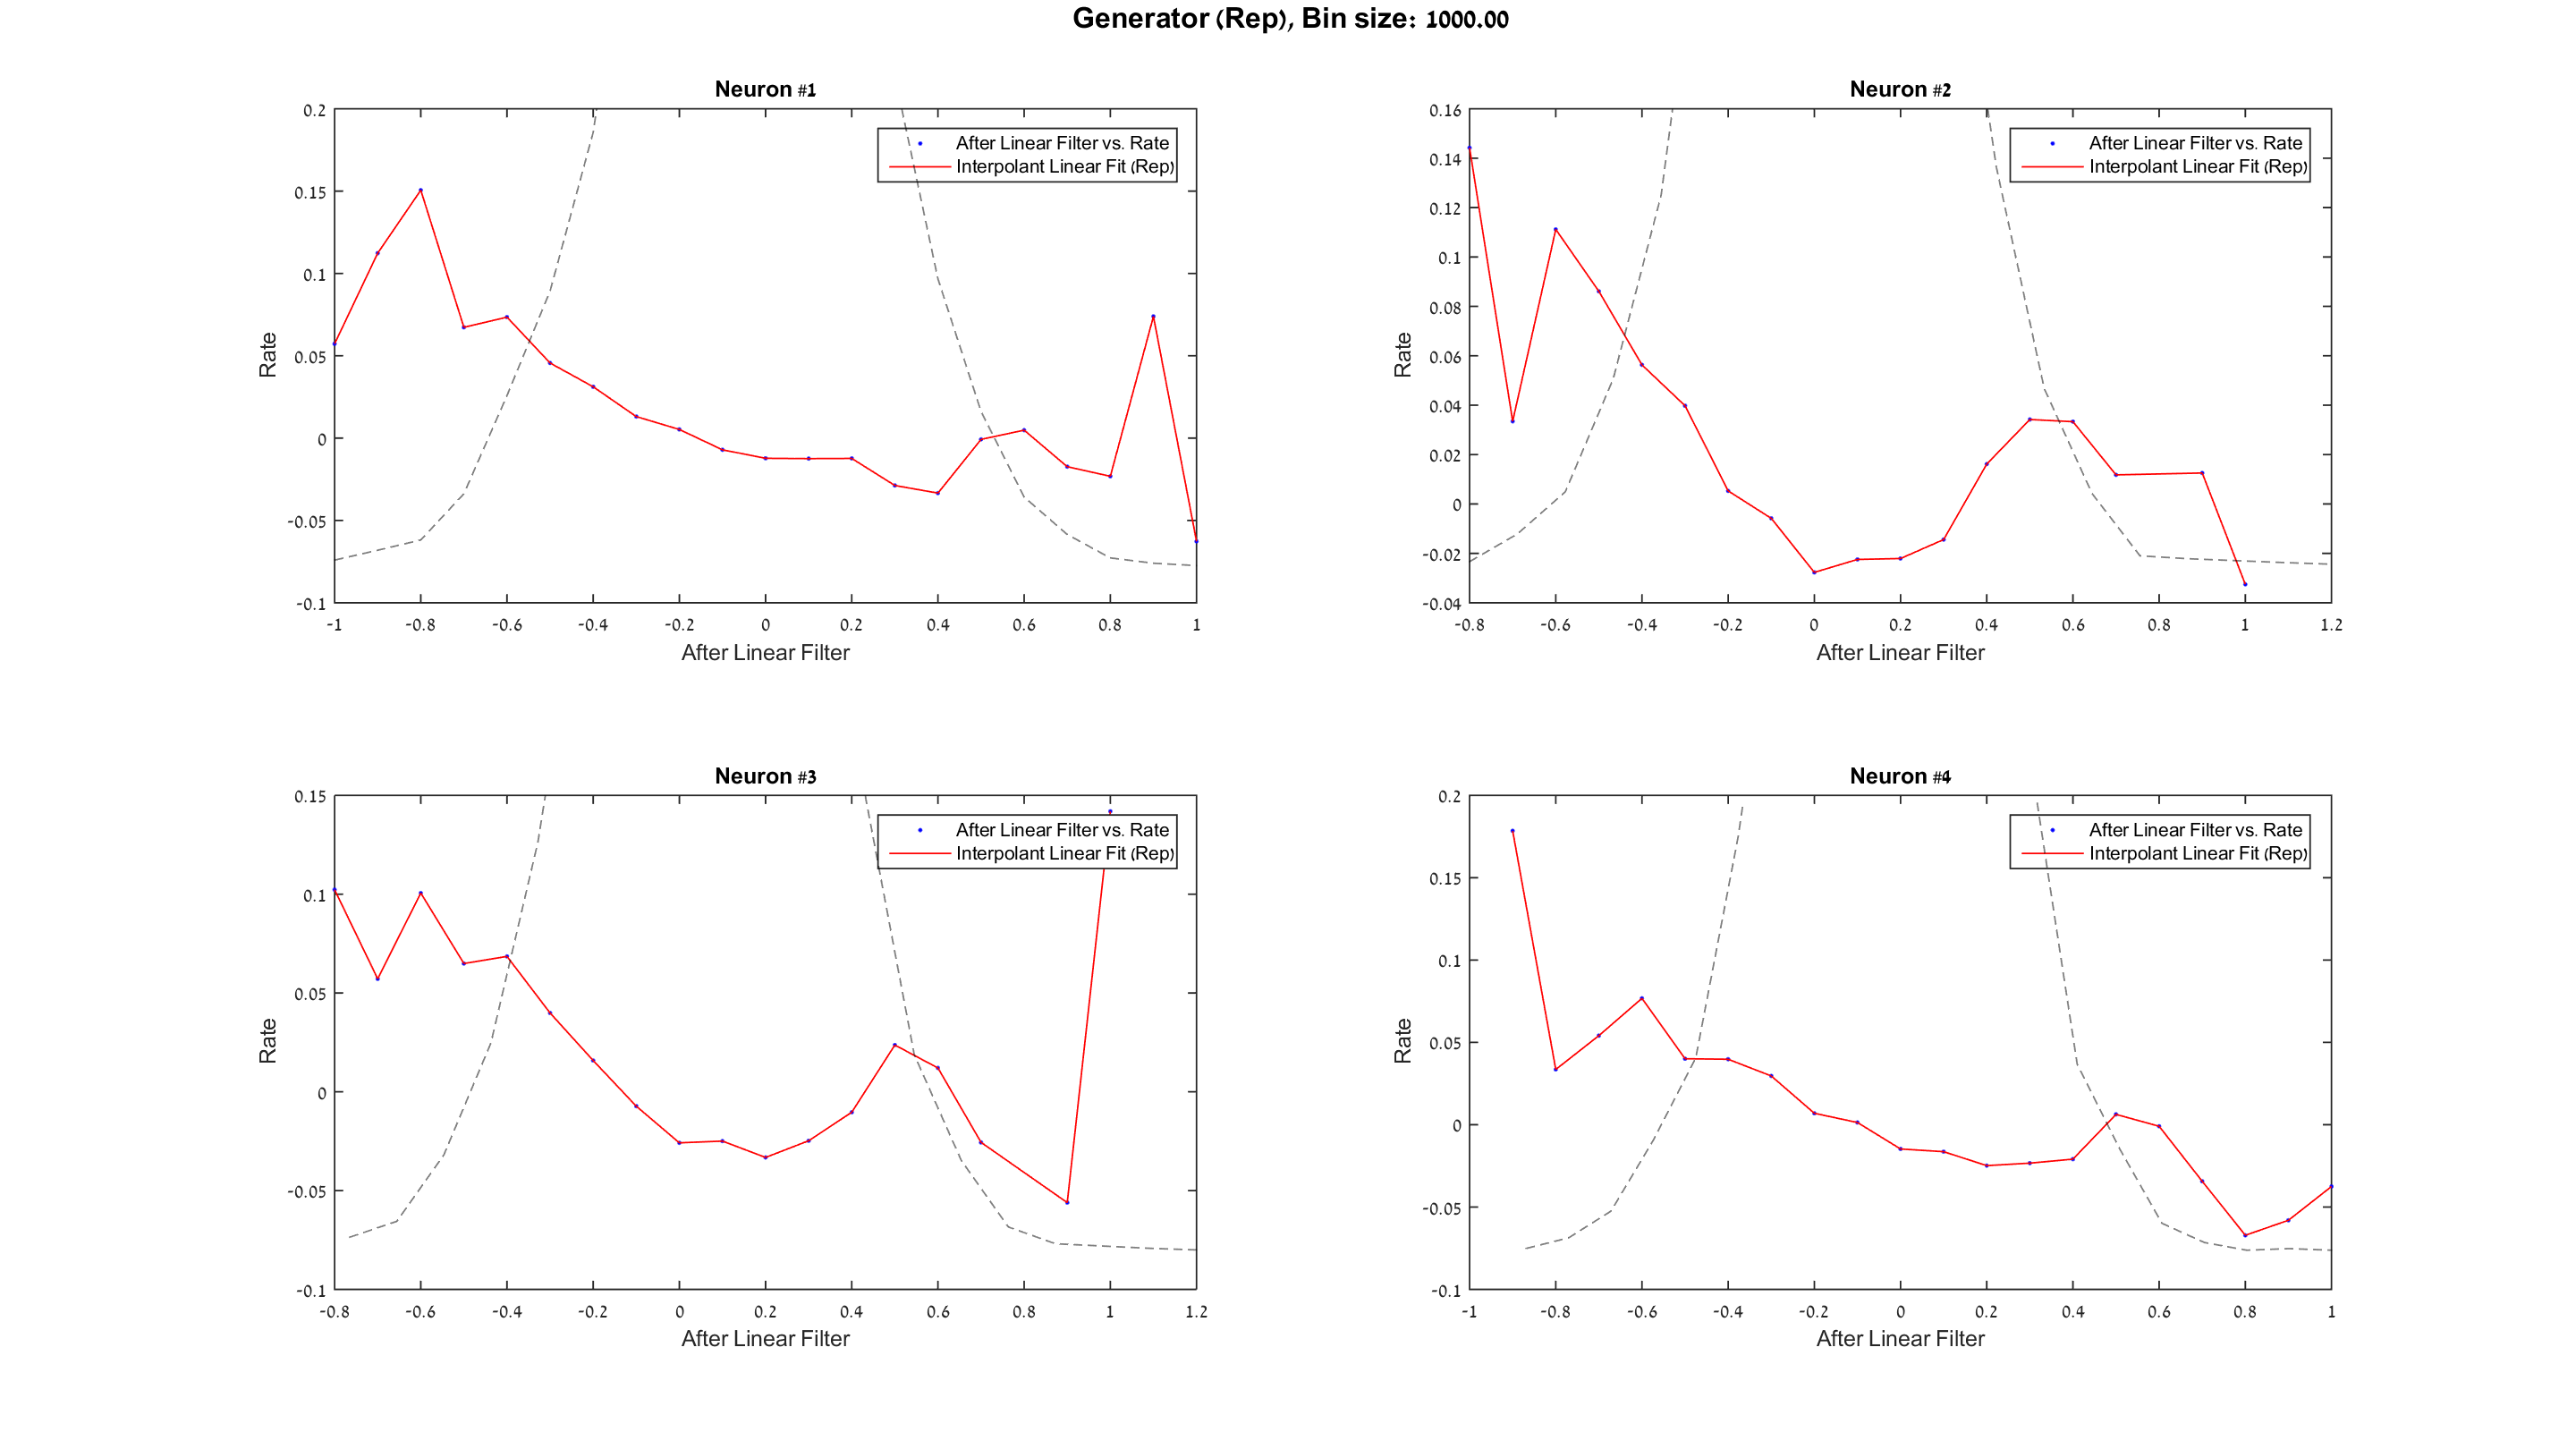 Generator (Rep), Bin size: 1000.00
Neuron #1
0.2
0.15
0.1
0.05
0
-0.05
-0.1
Rate
After Linear Filter vs. Rate
Interpolant Linear Fit (Rep)
-1 -0.8 -0.6 -0.4 -0.2 0 0.2 0.4 0.6 0.8 1
After Linear Filter
Neuron #2
0.16
0.14
0.12
0.1
0.08
0.06
0.04
0.02
0
-0.02
-0.04
Rate
After Linear Filter vs. Rate
Interpolant Linear Fit (Rep)
-0.8 -0.6 -0.4 -0.2 0 0.2 0.4 0.6 0.8 1 1.2
After Linear Filter
Neuron #3
0.15
0.1
0.05
0
-0.05
-0.1
Rate
After Linear Filter vs. Rate
Interpolant Linear Fit (Rep)
-0.8 -0.6 -0.4 -0.2 0 0.2 0.4 0.6 0.8 1 1.2
After Linear Filter
Neuron #4
0.2
0.15
0.1
0.05
0
-0.05
-0.1
Rate
After Linear Filter vs. Rate
Interpolant Linear Fit (Rep)
-1 -0.8 -0.6 -0.4 -0.2 0 0.2 0.4 0.6 0.8 1
After Linear Filter